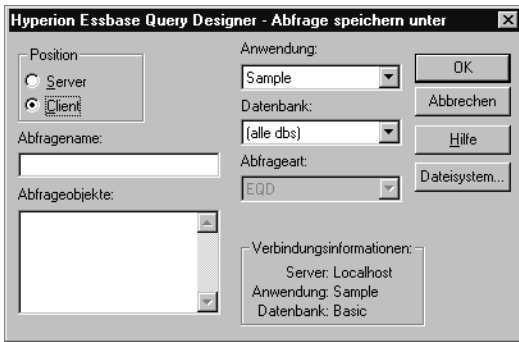 Hyperion Essbase Query Designer - Abfrage speichern unter
Position
Server
Client
Abfragename:
Abfrageobjekte:
Anwendung:
Sample
Datenbank:
(alle dbs)
Abfrageart:
EQD
Verbindungsinformationen:
Server: Localhost
Anwendung: Sample
Datenbank: Basic
OK
Abbrechen
Hilfe
Dateisystem...